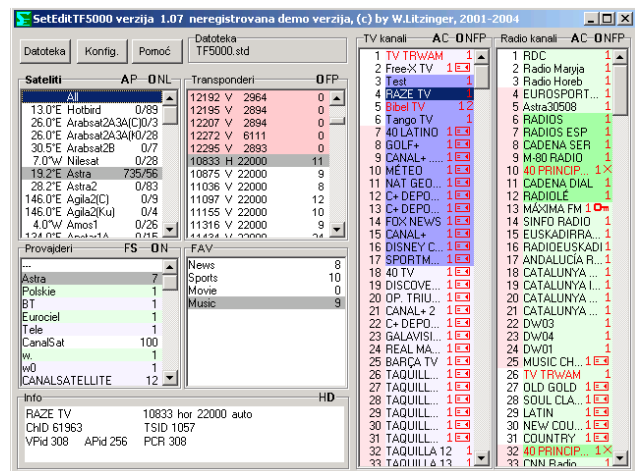 SetEditTF5000 verzija 1.07 neregistrovana demo verzija, (c) by W.Litzinger, 2001-2004
Datoteka Konfig. Pomoć
Datoteka
TF5000.std
Sateliti AP ONL
All
13.0°E Hotbird 0/89
26.0°E Arabsat2A3A(C)0/3
26.0°E Arabsat2A3A(K0/28
30.5°E Arabsat2B 0/7
7.0°W Nilesat 0/28
19.2°E Astra 735/56
28.2°E Astra2 0/83
146.0°E Agila2(C) 0/9
146.0°E Agila2(Ku) 0/4
4.0°W Amos1 0/26
Transponderi OFP
12192 V 2964 0
12195 V 2894 0
12207 V 2894 0
12272 V 6111 0
12295 V 2893 0
10833 H 22000 11
10875 V 22000 9
11036 V 22000 8
11097 V 22000 12
11155 V 22000 10
11316 V 22000 9
Provajderi FS ON
---
Astra 7
Polskie 1
BT 1
Eurociel 1
Tele 1
CanalSat 100
w. 1
w0 1
CANALSATELLITE 12
FAV
News 8
Sports 10
Movie 0
Music 9
Info HD
RAZE TV 10833 hor 22000 auto
ChID 61963 TSID 1057
VPid 308 APid 256 PCR 308
TV kanali AC-ONFP
1 TV TRWAM 1
2 Free-X TV 1
3 Test 1
4 RAZE TV 1
5 Bibel TV 12
6 Tango TV 1
7 40 LATINO 1
8 GOLF+ 1
9 CANAL+ .... 1
10 MÉTEO 1
11 NAT GEO... 1
12 C+ DEPO... 1
13 C+ DEPO... 1
14 FOX NEWS 1
15 CANAL+ 1
16 DISNEY C... 1
17 SPORTM... 1
18 40 TV 1
19 DISCOVE... 1
20 OP. TRIU... 1
21 CANAL+ 2 1
22 C+ DEPO... 1
23 GALAVISI... 1
24 REAL MA... 1
25 BARÇA TV 1
26 TAQUILL... 1
27 TAQUILL... 1
28 TAQUILL... 1
29 TAQUILL... 1
30 TAQUILL... 1
31 TAQUILL... 1
32 TAQUILLA 12 1
33 TAQUILLA 13 1
Radio kanali AC-ONFP
1 RDC 1
2 Radio Maryja 1
3 Radio Horeb 1
4 EUROSPORT... 1
5 Astra30508 1
6 RADIOS 1
7 RADIOS ESP 1
8 CADENA SER 1
9 M-80 RADIO 1
10 40 PRINCIP... 1
11 CADENA DIAL 1
12 RADIOLÉ 1
13 MÁXIMA FM 1
14 SINFO RADIO 1
15 EUSKADIRRA... 1
16 RADIOEUSKADI 1
17 ANDALUCÍA R... 1
18 CATALUNYA ... 1
19 CATALUNYA I... 1
20 CATALUNYA ... 1
21 CATALUNYA ... 1
22 DW03 1
23 DW04 1
24 DW01 1
25 MUSIC CH... 1
26 TV TRWAM 1
27 OLD GOLD 1
28 SOUL CLA... 1
29 LATIN 1
30 NEW COU... 1
31 COUNTRY 1
32 40 PRINCIP... 1
33 CNN Radio 1